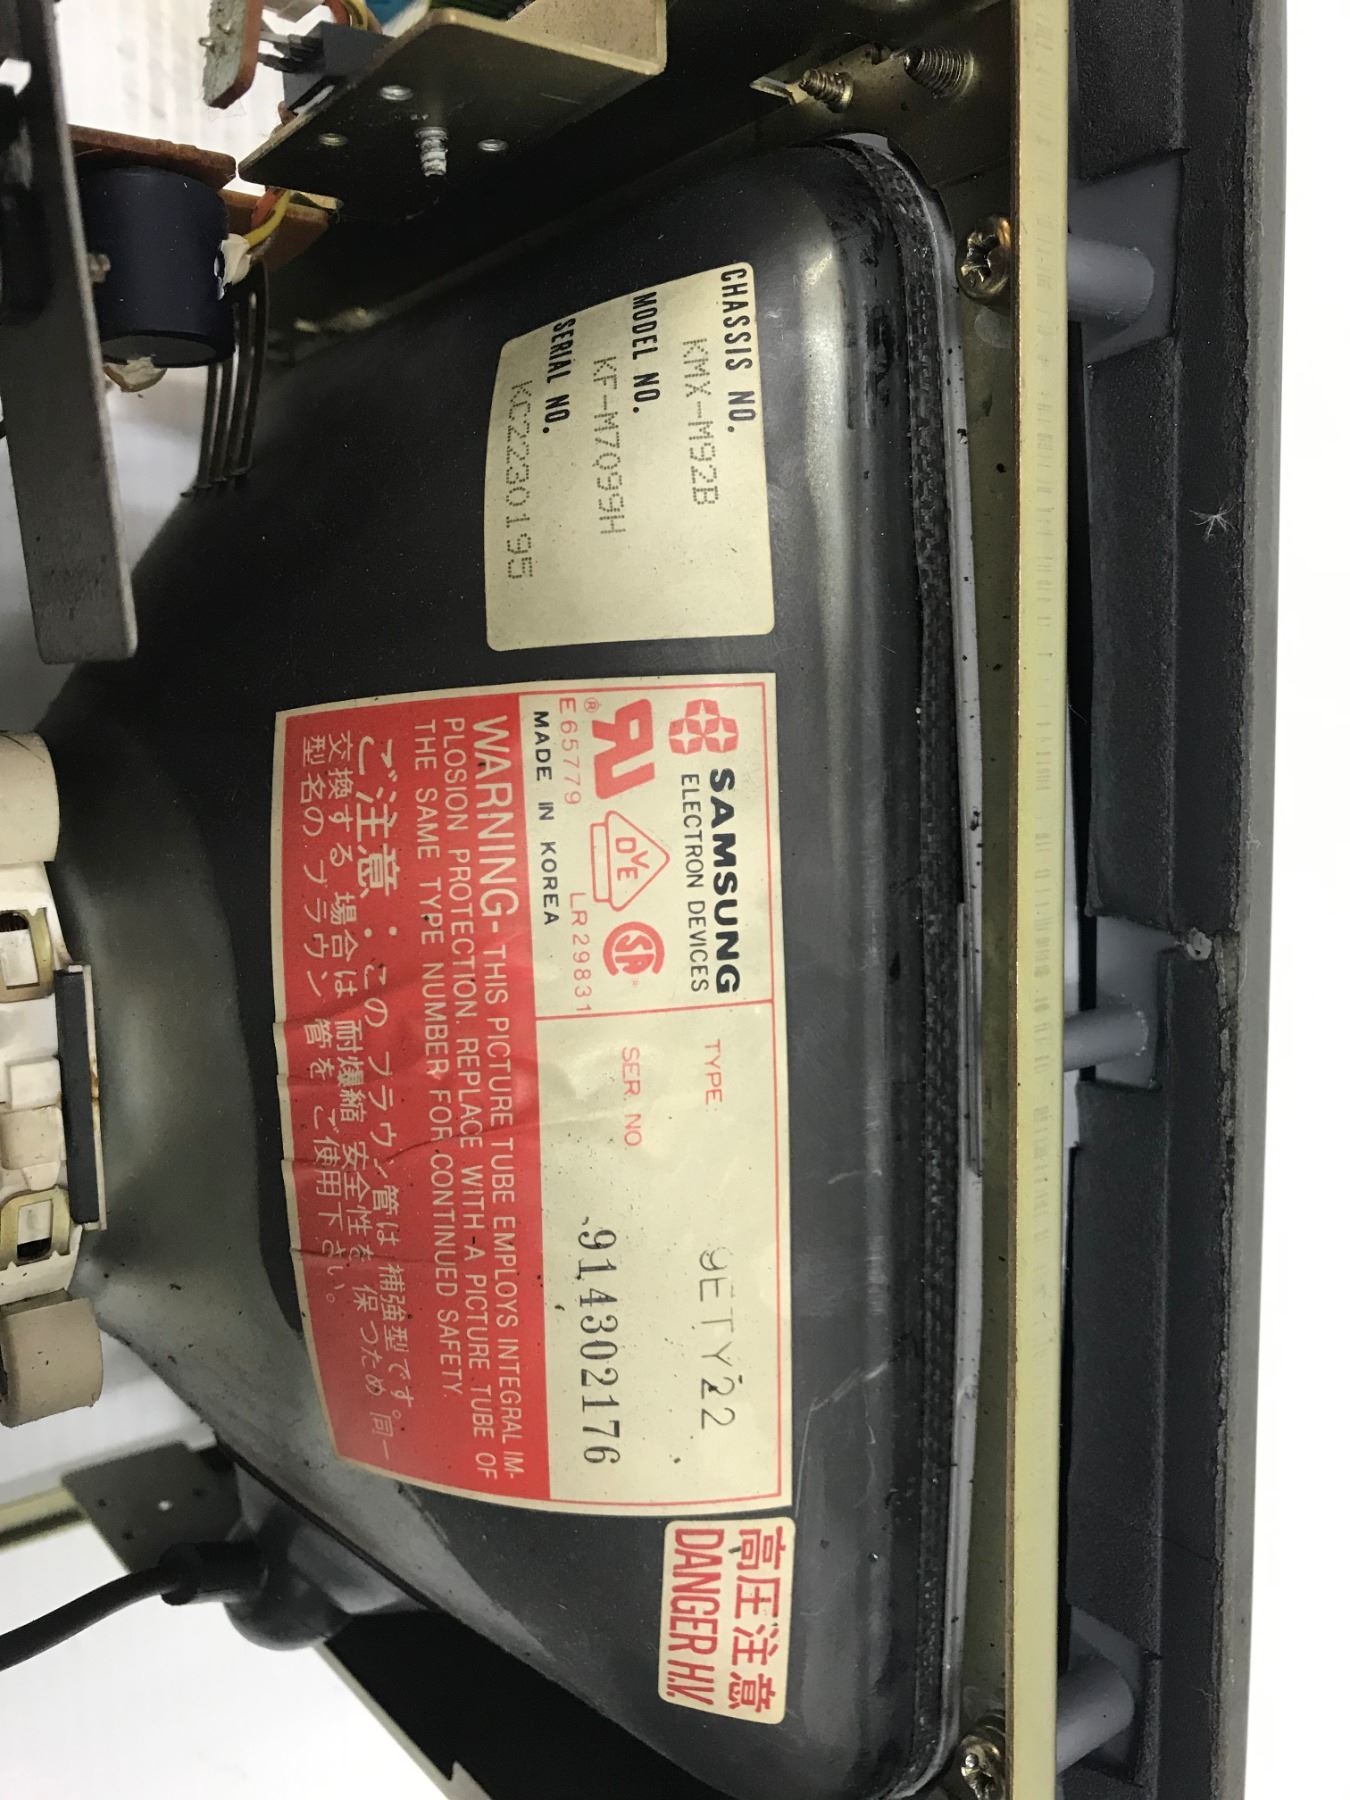 CHASSIS NO.
KMX-M92B
MODEL NO.
KF-M7099H
SERIAL NO.
KC2230195
SAMSUNG
ELECTRON DEVICES
DVE
SA
®
E65779
LR29831
MADE IN KOREA
TYPE:
9ETY22
SER. NO
914302176
WARNING- THIS PICTURE TUBE EMPLOYS INTEGRAL IM-
PLOSION PROTECTION. REPLACE WITH A PICTURE TUBE OF
THE SAME TYPE NUMBER FOR CONTINUED SAFETY.
ご注意: このブラウン管は補強型です。同一
交換する場合は耐爆縮安全性を保つため
型名のブラウン管をご使用下さい。
高圧注意
DANGER H.V.